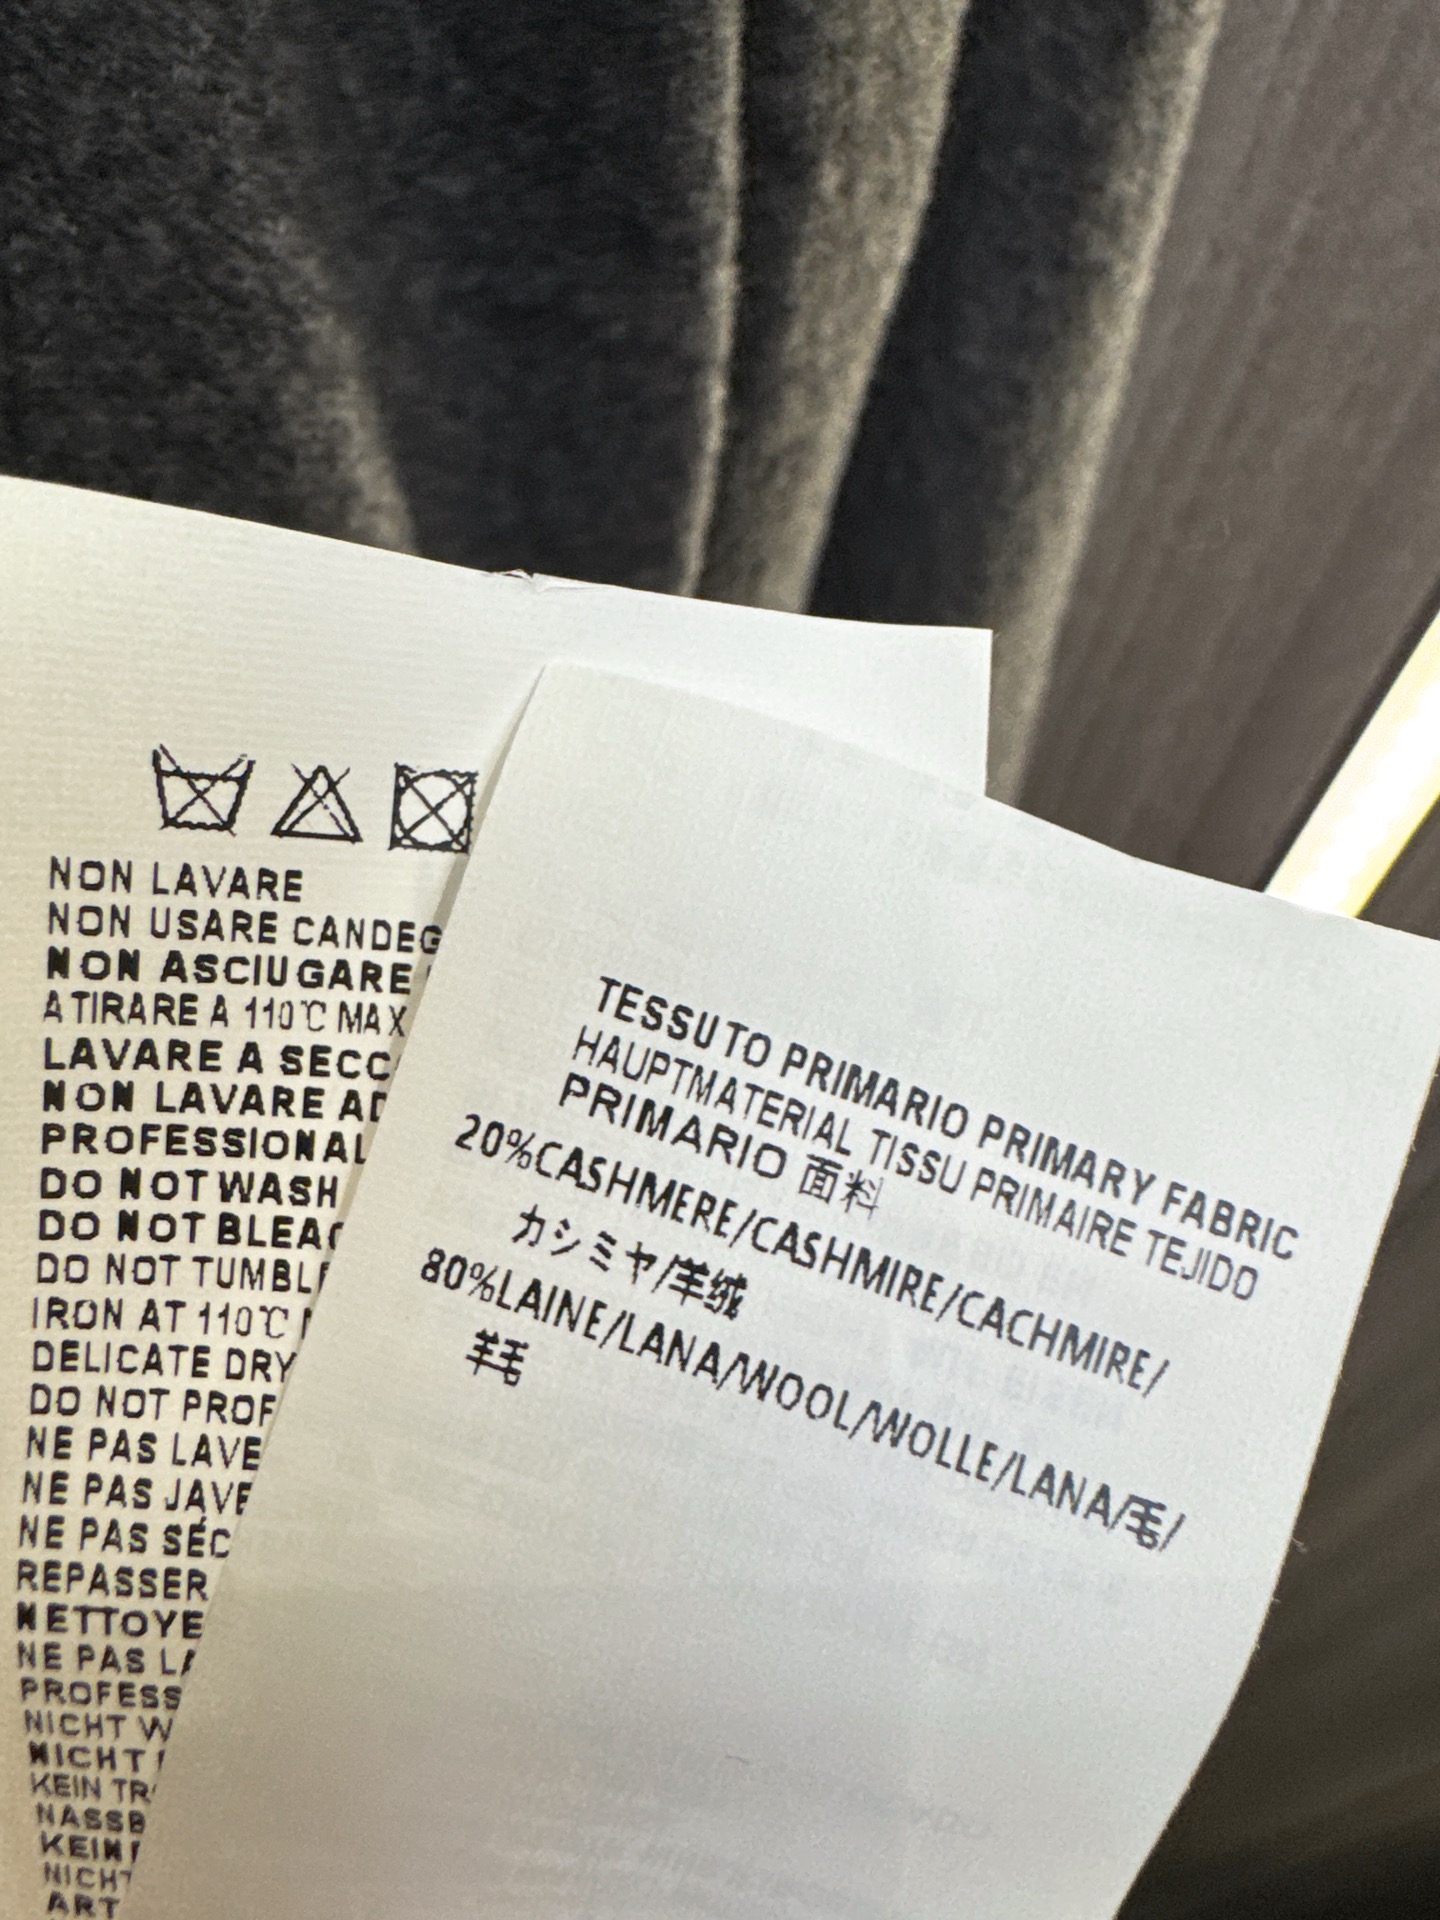 NON LAVARE
NON USARE CANDEG
NON ASCIUGARE
A TIRARE A 110°C MAX
LAVARE A SECC
NON LAVARE AD
PROFESSIONAL
DO NOT WASH
DO NOT BLEAC
DO NOT TUMBLE
IRON AT 110°C
DELICATE DRY
DO NOT PROF
NE PAS LAVE
NE PAS JAVE
NE PAS SÉC
REPASSER
NETTOYE
NE PAS LA
PROFESS
NICHT W
NICHT
KEIN TR
NASSB
KEIN
NICHT
ART
TESSUTO PRIMARIO PRIMARY FABRIC
HAUPTMATERIAL TISSU PRIMAIRE TEJIDO
PRIMARIO 面料
20%CASHMERE/CASHMIRE/CACHMIRE/
カシミヤ/羊绒
80%LAINE/LANA/WOOL/WOLLE/LANA/毛/
羊毛